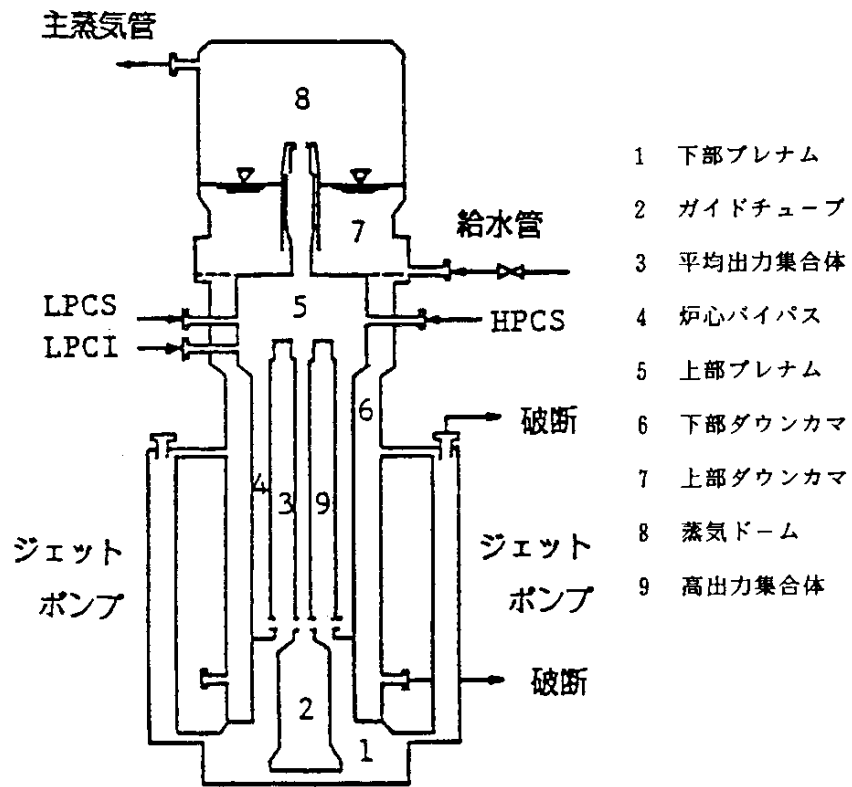 主蒸気管
8
7
給水管
LPCS
5
HPCS
LPCI
6
破断
4
3
9
ジェット
ポンプ
ジェット
ポンプ
破断
2
1
1 下部プレナム
2 ガイドチューブ
3 平均出力集合体
4 炉心バイパス
5 上部プレナム
6 下部ダウンカマ
7 上部ダウンカマ
8 蒸気ドーム
9 高出力集合体